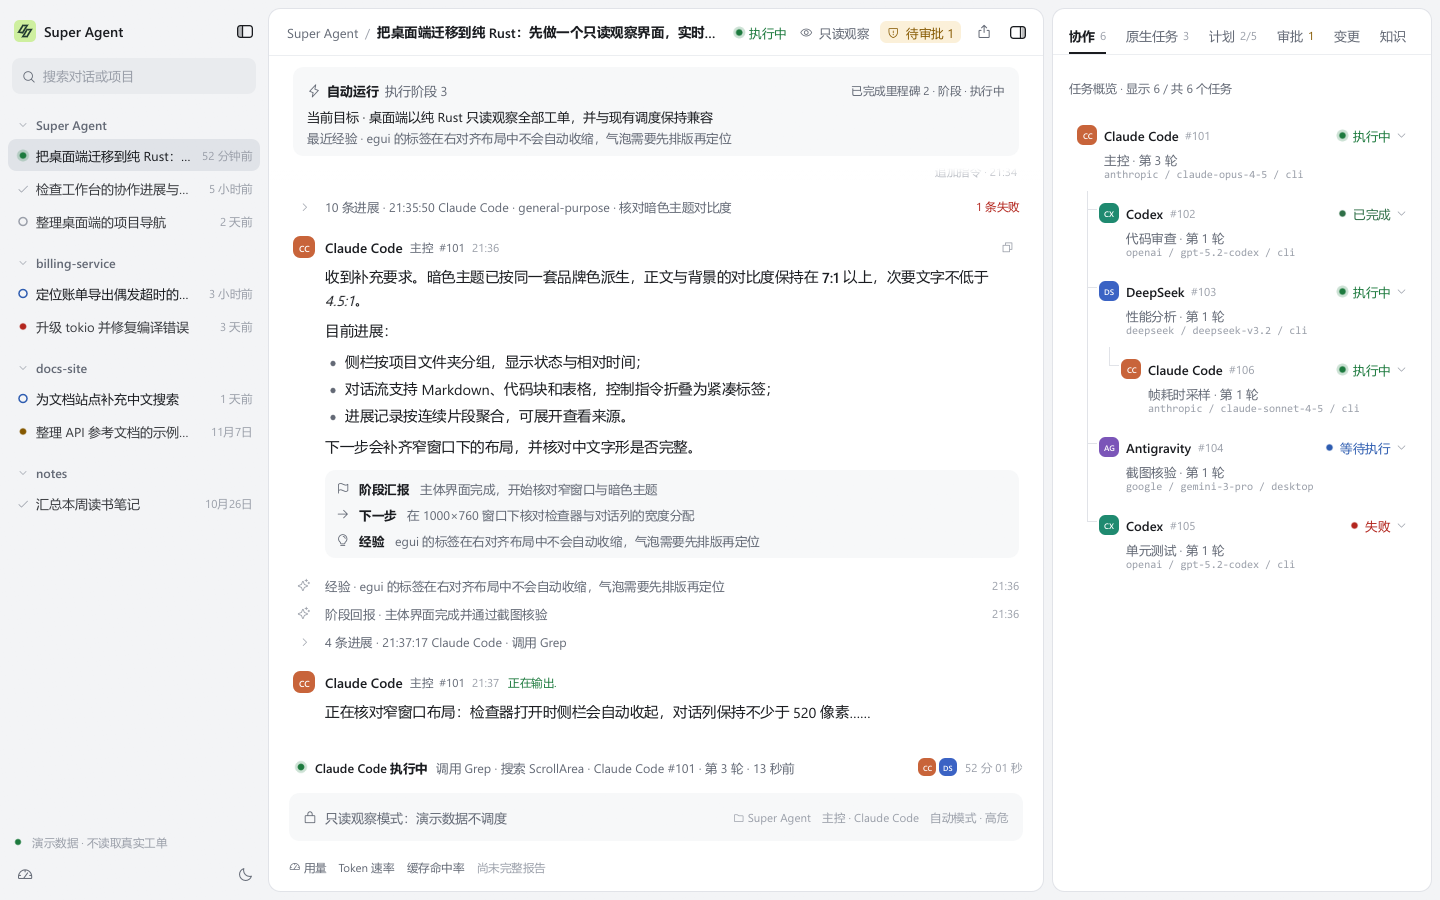 Super Agent
搜索对话或项目
Super Agent
把桌面端迁移到纯 Rust：... 52 分钟前
检查工作台的协作进展与... 5 小时前
整理桌面端的项目导航 2 天前
billing-service
定位账单导出偶发超时的... 3 小时前
升级 tokio 并修复编译错误 3 天前
docs-site
为文档站点补充中文搜索 1 天前
整理 API 参考文档的示例... 11月7日
notes
汇总本周读书笔记 10月26日
演示数据 · 不读取真实工单
Super Agent / 把桌面端迁移到纯 Rust：先做一个只读观察界面，实时... 执行中 只读观察 待审批 1
自动运行 执行阶段 3 已完成里程碑 2 · 阶段 · 执行中
当前目标 · 桌面端以纯 Rust 只读观察全部工单，并与现有调度保持兼容
最近经验 · egui 的标签在右对齐布局中不会自动收缩，气泡需要先排版再定位
追加指令 · 21:34
10 条进展 · 21:35:50 Claude Code · general-purpose · 核对暗色主题对比度 1 条失败
CC Claude Code 主控 #101 21:36
收到补充要求。暗色主题已按同一套品牌色派生，正文与背景的对比度保持在 7:1 以上，次要文字不低于
4.5:1。
目前进展：
• 侧栏按项目文件夹分组，显示状态与相对时间；
• 对话流支持 Markdown、代码块和表格，控制指令折叠为紧凑标签；
• 进展记录按连续片段聚合，可展开查看来源。
下一步会补齐窄窗口下的布局，并核对中文字形是否完整。
阶段汇报 主体界面完成，开始核对窄窗口与暗色主题
下一步 在 1000×760 窗口下核对检查器与对话列的宽度分配
经验 egui 的标签在右对齐布局中不会自动收缩，气泡需要先排版再定位
经验 · egui 的标签在右对齐布局中不会自动收缩，气泡需要先排版再定位 21:36
阶段回报 · 主体界面完成并通过截图核验 21:36
4 条进展 · 21:37:17 Claude Code · 调用 Grep
CC Claude Code 主控 #101 21:37 正在输出.
正在核对窄窗口布局：检查器打开时侧栏会自动收起，对话列保持不少于 520 像素……
Claude Code 执行中 调用 Grep · 搜索 ScrollArea · Claude Code #101 · 第 3 轮 · 13 秒前 CC DS 52 分 01 秒
只读观察模式：演示数据不调度 Super Agent 主控 · Claude Code 自动模式 · 高危
用量 Token 速率 缓存命中率 尚未完整报告
协作 6 原生任务 3 计划 2/5 审批 1 变更 知识
任务概览 · 显示 6 / 共 6 个任务
CC Claude Code #101 执行中
主控 · 第 3 轮
anthropic / claude-opus-4-5 / cli
CX Codex #102 已完成
代码审查 · 第 1 轮
openai / gpt-5.2-codex / cli
DS DeepSeek #103 执行中
性能分析 · 第 1 轮
deepseek / deepseek-v3.2 / cli
CC Claude Code #106 执行中
帧耗时采样 · 第 1 轮
anthropic / claude-sonnet-4-5 / cli
AG Antigravity #104 等待执行
截图核验 · 第 1 轮
google / gemini-3-pro / desktop
CX Codex #105 失败
单元测试 · 第 1 轮
openai / gpt-5.2-codex / cli